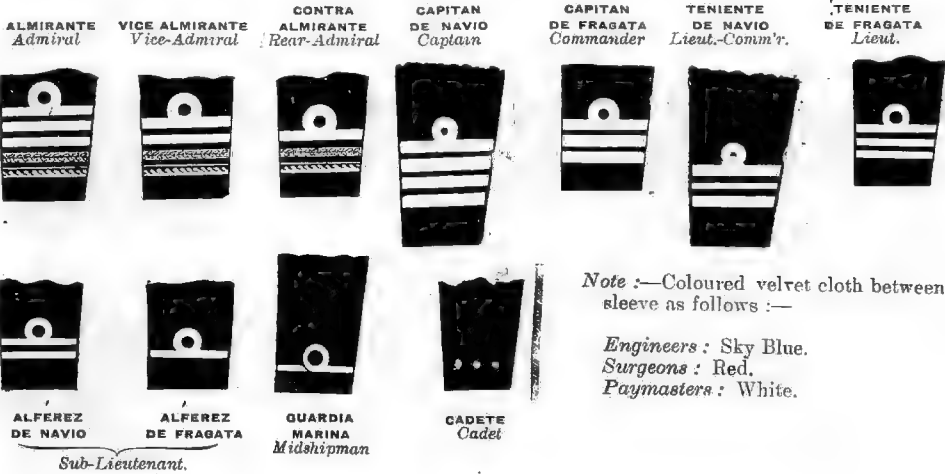 ALMIRANTE
Admiral
VICE ALMIRANTE
Vice-Admiral
CONTRA
ALMIRANTE
Rear-Admiral
CAPITAN
DE NAVIO
Captain
CAPITAN
DE FRAGATA
Commander
TENIENTE
DE NAVIO
Lieut.-Comm'r.
TENIENTE
DE FRAGATA
Lieut.
ALFEREZ
DE NAVIO
ALFEREZ
DE FRAGATA
Sub-Lieutenant.
GUARDIA
MARINA
Midshipman
CADETE
Cadet
Note :—Coloured velvet cloth between
sleeve as follows :—
Engineers : Sky Blue.
Surgeons : Red.
Paymasters : White.